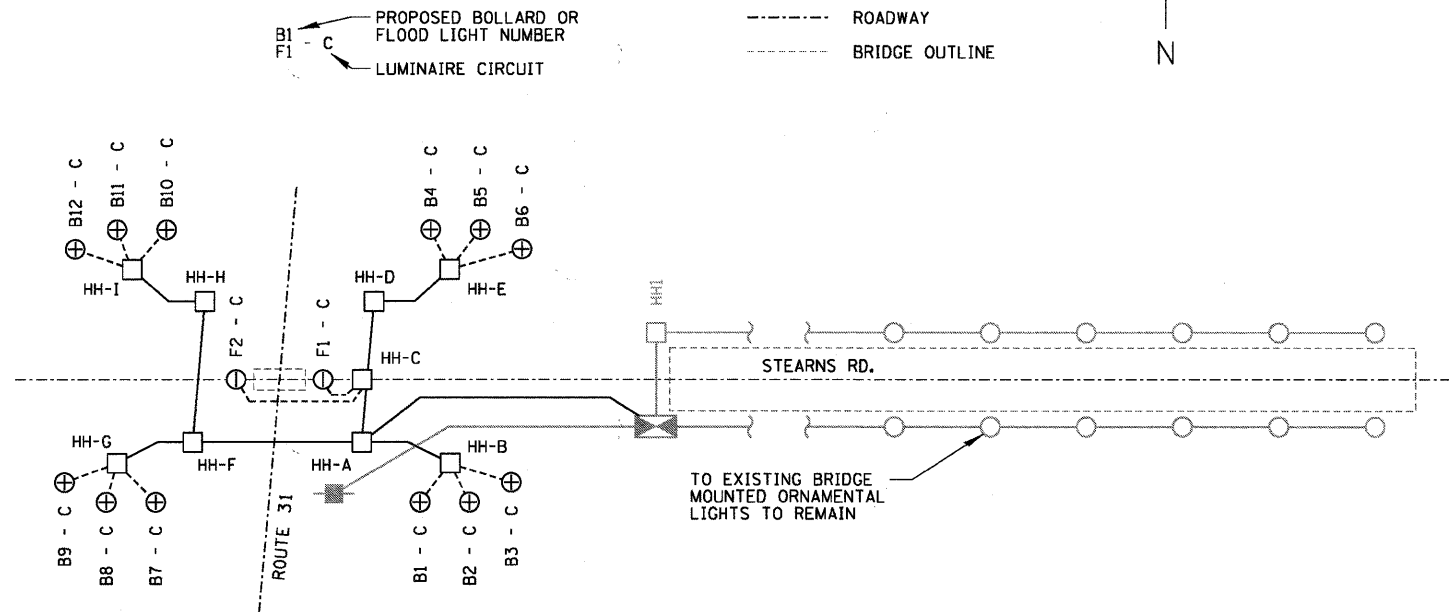 PROPOSED BOLLARD OR
FLOOD LIGHT NUMBER
B1
F1 - C
LUMINAIRE CIRCUIT
ROADWAY
BRIDGE OUTLINE
N
B12 - C
B11 - C
B10 - C
B4 - C
B5 - C
B6 - C
HH-I
HH-H
HH-D
HH-E
HH1
F2 - C
F1 - C
HH-C
STEARNS RD.
HH-G
HH-F
HH-A
HH-B
B9 - C
B8 - C
B7 - C
ROUTE 31
B1 - C
B2 - C
B3 - C
TO EXISTING BRIDGE
MOUNTED ORNAMENTAL
LIGHTS TO REMAIN